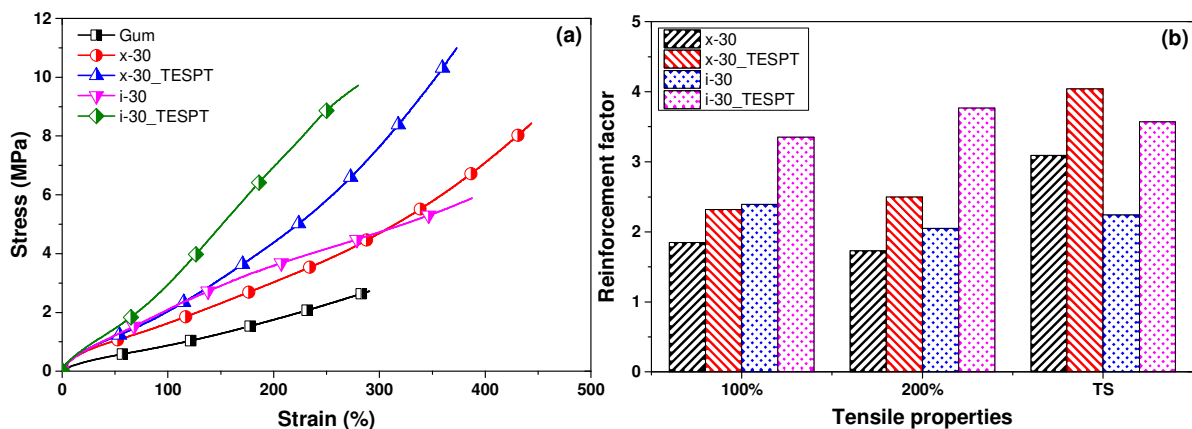 (a)
Gum
x-30
x-30_TESPT
i-30
i-30_TESPT
12
10
8
6
4
2
0
Stress (MPa)
0 100 200 300 400 500
Strain (%)
(b)
x-30
x-30_TESPT
i-30
i-30_TESPT
5
4
3
2
1
0
Reinforcement factor
100% 200% TS
Tensile properties